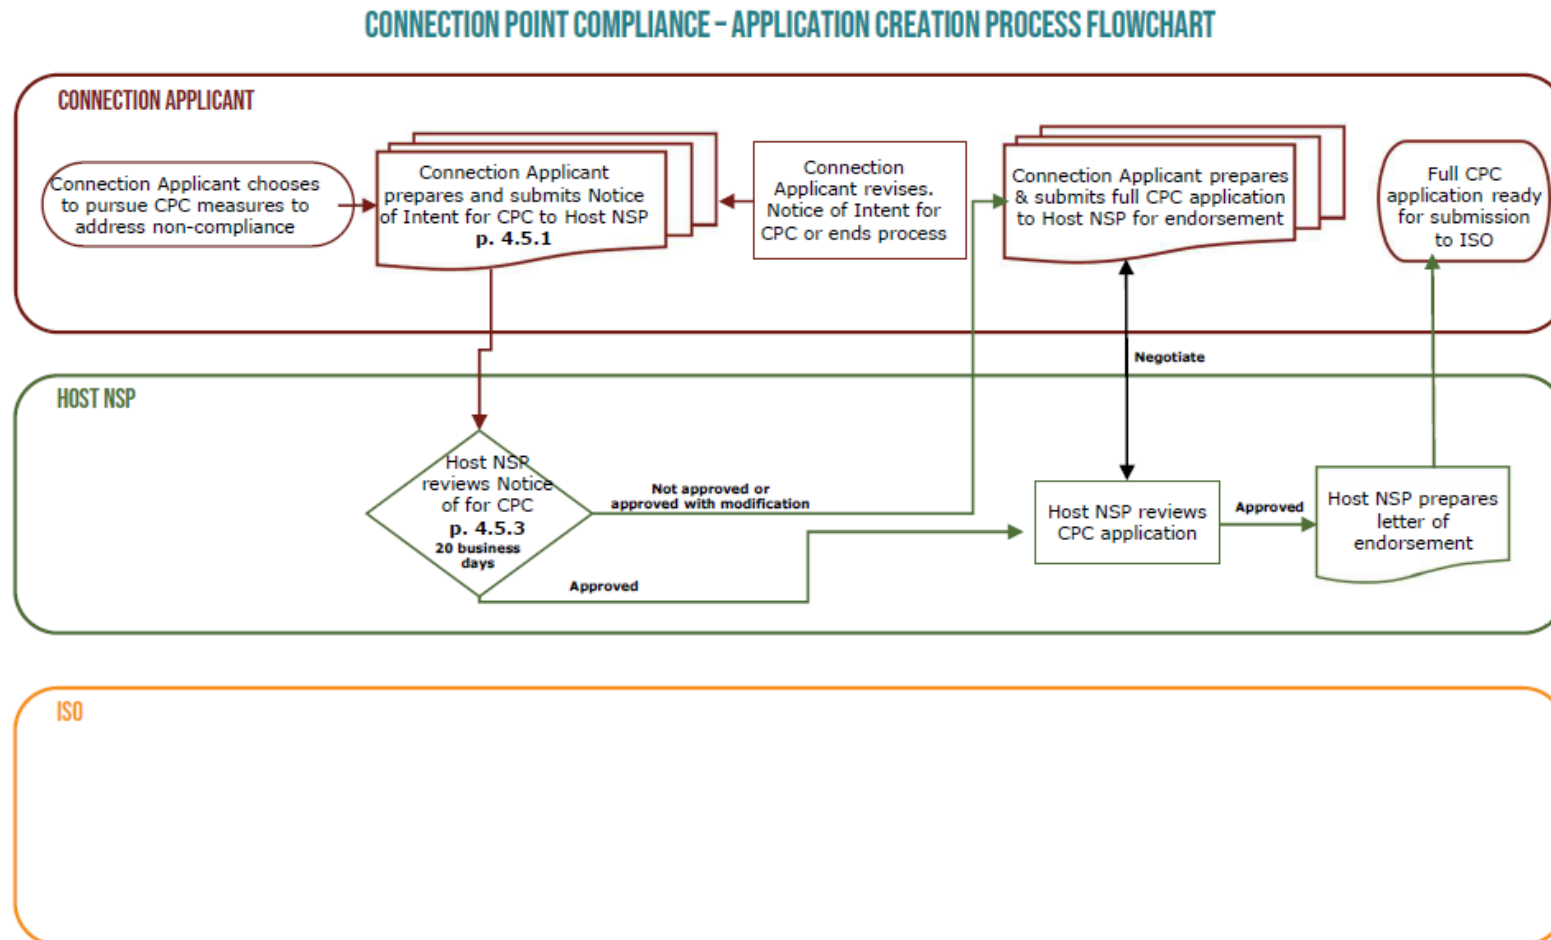 CONNECTION POINT COMPLIANCE – APPLICATION CREATION PROCESS FLOWCHART
CONNECTION APPLICANT
Connection Applicant chooses
to pursue CPC measures to
address non-compliance
Connection Applicant
prepares and submits Notice
of Intent for CPC to Host NSP
p. 4.5.1
Connection
Applicant revises.
Notice of Intent for
CPC or ends process
Connection Applicant prepares
& submits full CPC application
to Host NSP for endorsement
Full CPC
application ready
for submission
to ISO
Negotiate
HOST NSP
Host NSP
reviews Notice
of for CPC
p. 4.5.3
20 business
days
Not approved or
approved with modification
Approved
Host NSP reviews
CPC application
Approved
Host NSP prepares
letter of
endorsement
ISO